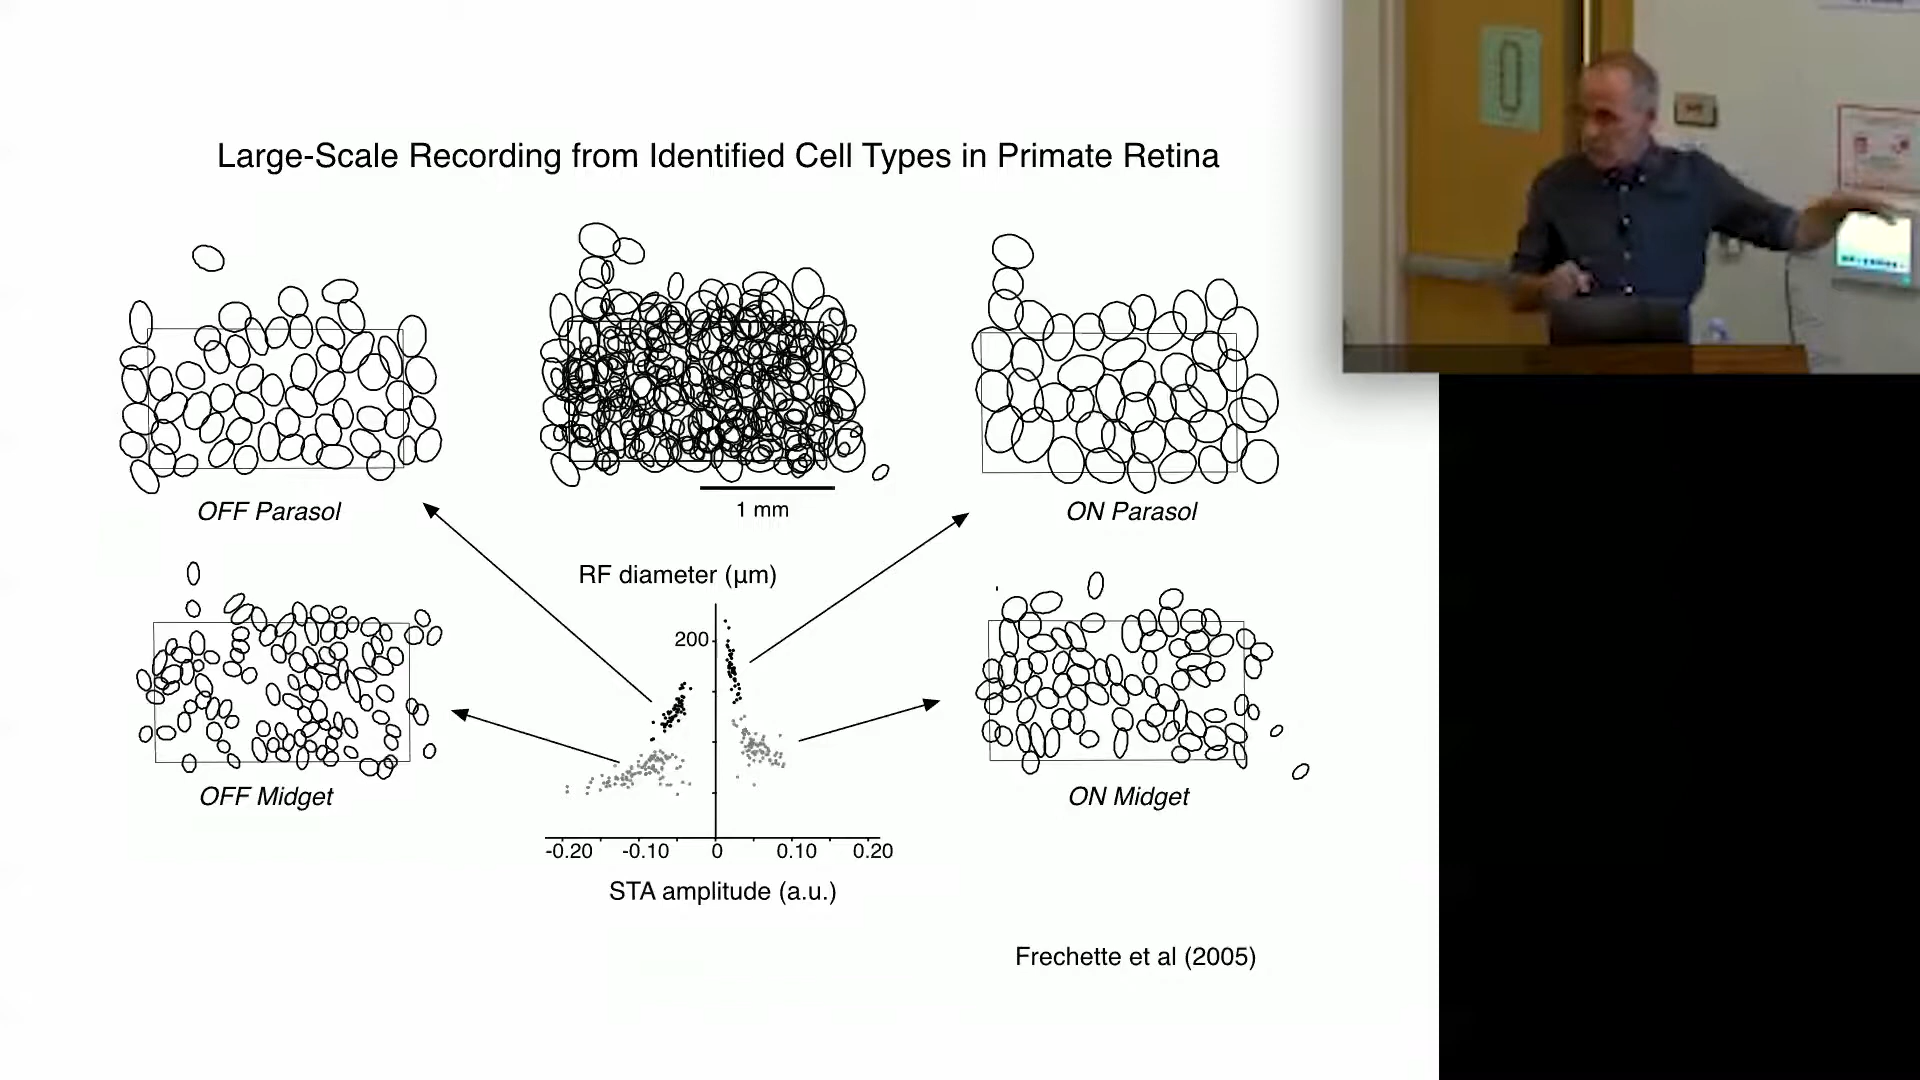 Large-Scale Recording from Identified Cell Types in Primate Retina
OFF Parasol
1 mm
ON Parasol
RF diameter (µm)
200
OFF Midget
ON Midget
-0.20 -0.10 0 0.10 0.20
STA amplitude (a.u.)
Frechette et al (2005)